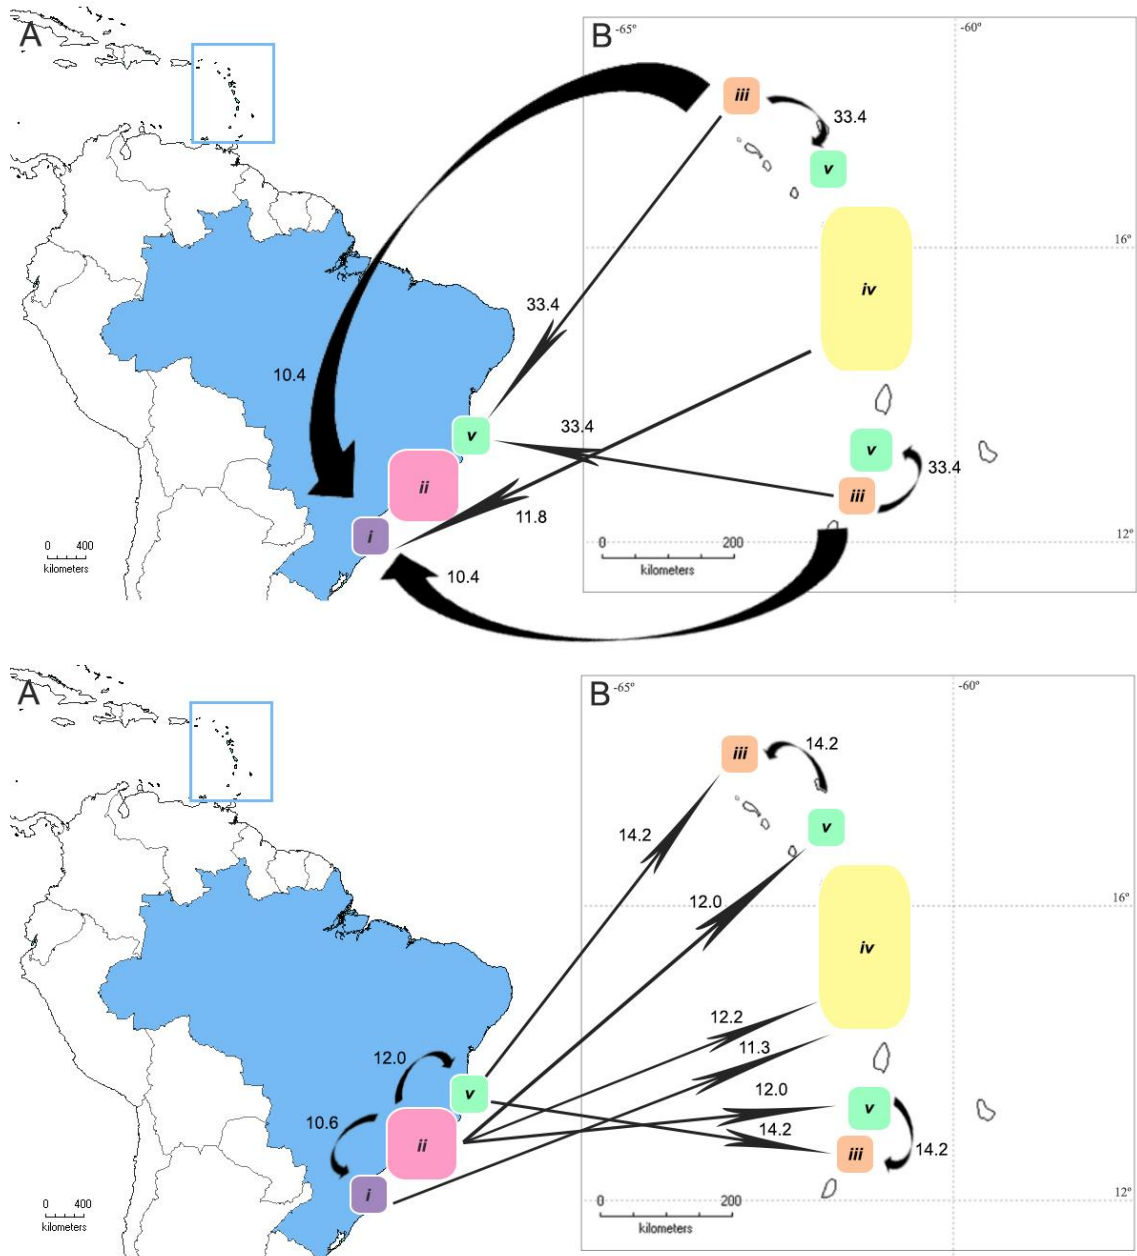 A
B
-65º
-60º
iii
33.4
v
16º
iv
33.4
10.4
33.4
v
v
ii
33.4
iii
11.8
i
0 400
kilometers
0 200
kilometers
12º
10.4
A
B
-65º
-60º
iii
14.2
v
14.2
12.0
16º
iv
12.2
11.3
12.0
12.0
v
v
14.2
10.6
ii
iii
14.2
i
0 400
kilometers
0 200
kilometers
12º